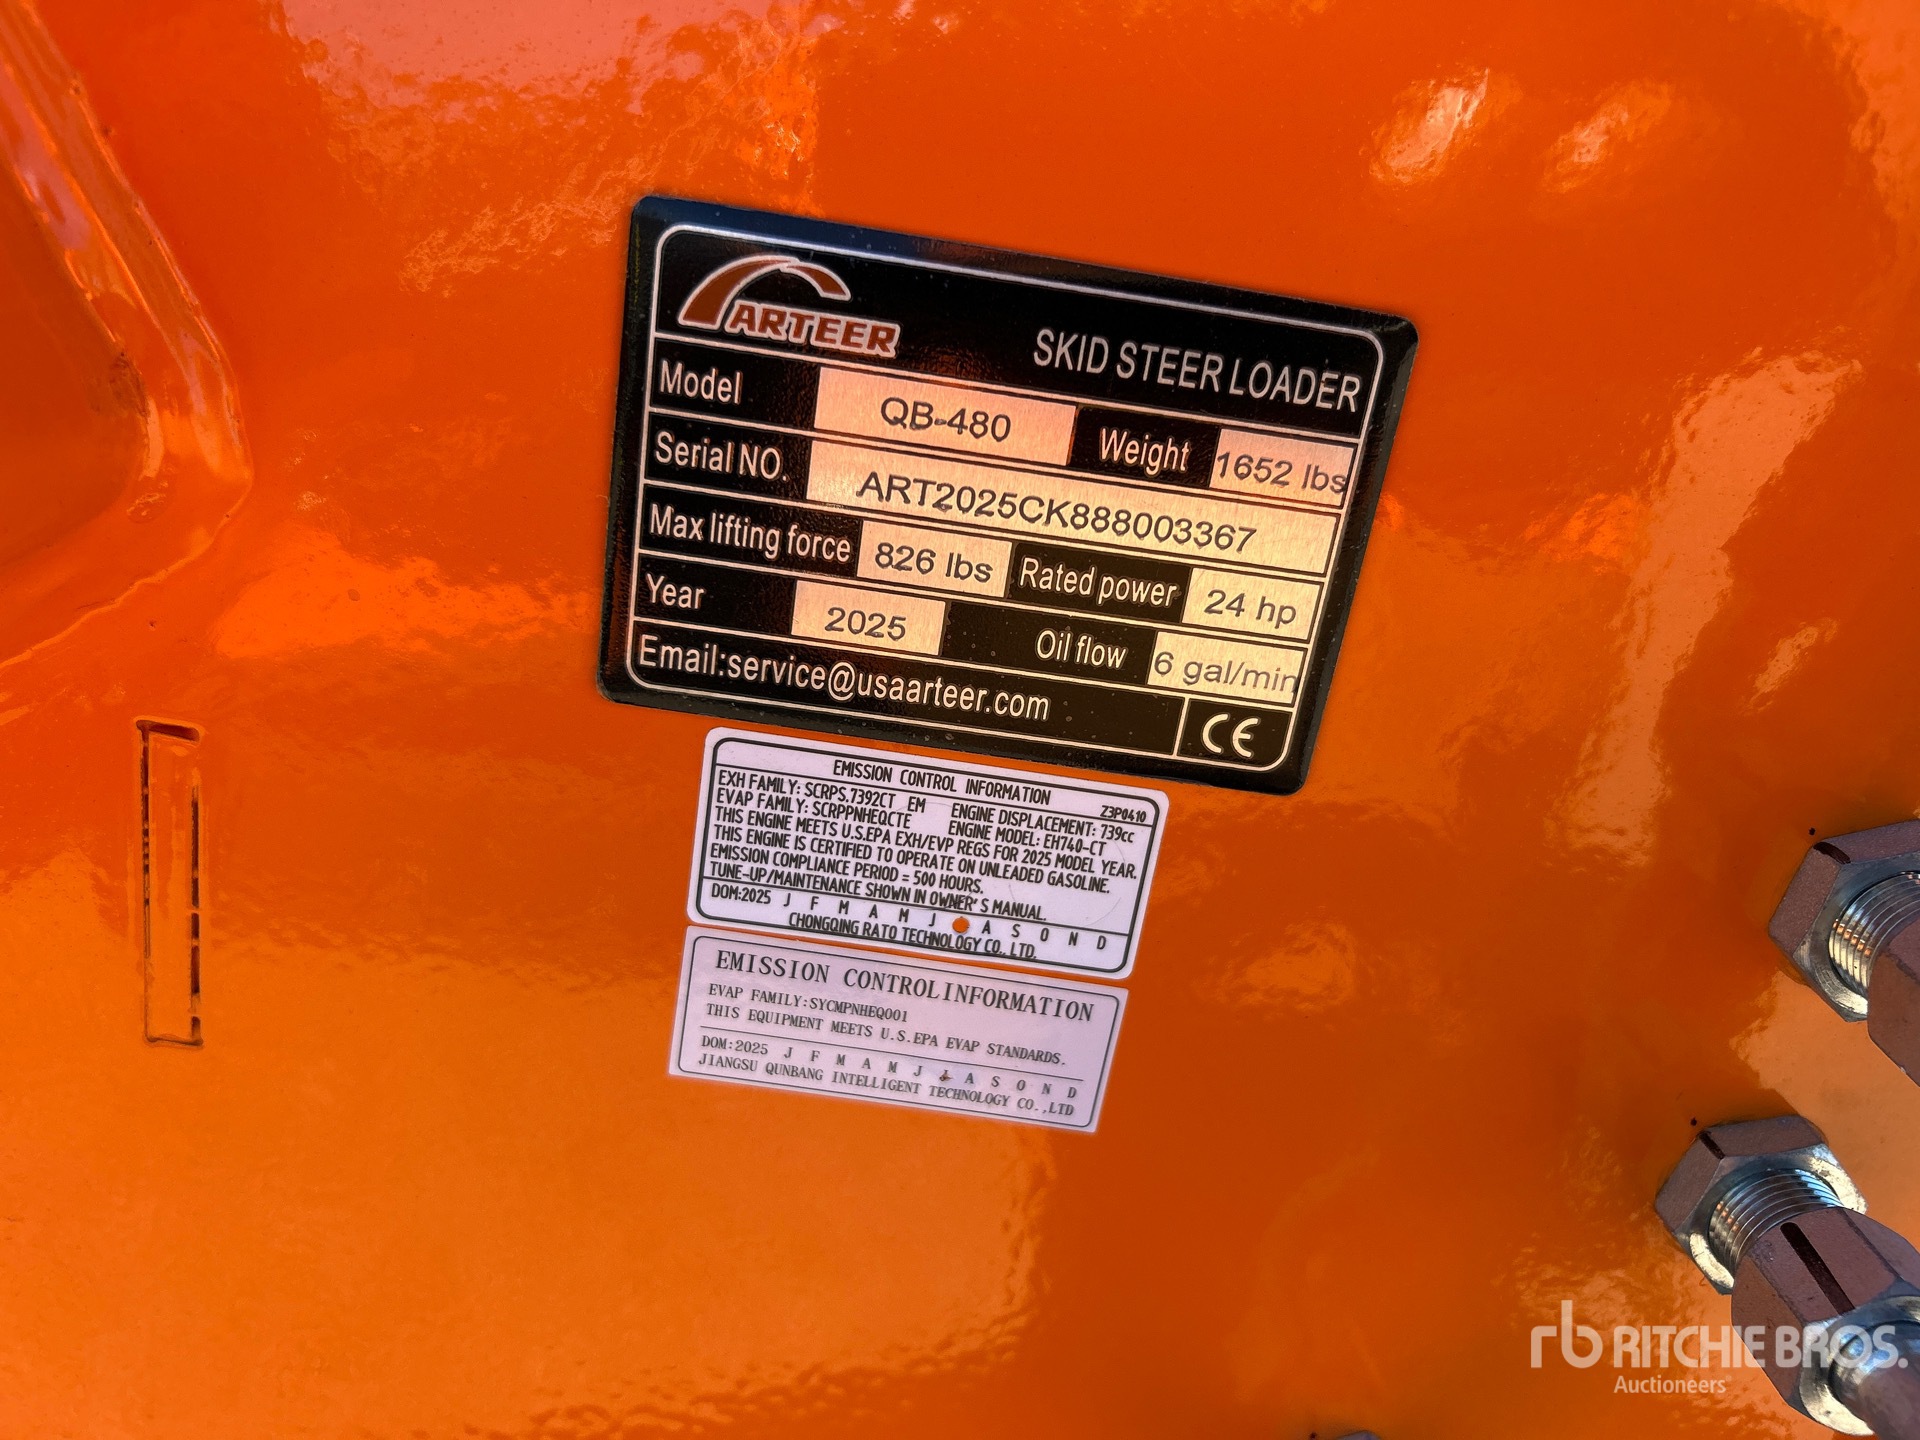 ARTEER
SKID STEER LOADER
Model QB-480 Weight 1652 lbs
Serial NO. ART2025CK888003367
Max lifting force 826 lbs Rated power 24 hp
Year 2025 Oil flow 6 gal/min
Email:service@usaarteer.com CE
EMISSION CONTROL INFORMATION Z3P0410
EXH FAMILY: SCRPS.7392CT EM ENGINE DISPLACEMENT: 739cc
EVAP FAMILY: SCRPPNHEQCTE ENGINE MODEL: EH740-CT
THIS ENGINE MEETS U.S.EPA EXH/EVP REGS FOR 2025 MODEL YEAR.
THIS ENGINE IS CERTIFIED TO OPERATE ON UNLEADED GASOLINE.
EMISSION COMPLIANCE PERIOD = 500 HOURS.
TUNE-UP/MAINTENANCE SHOWN IN OWNER'S MANUAL.
DOM:2025 J F M A M J A S O N D
CHONGQING RATO TECHNOLOGY CO., LTD.
EMISSION CONTROL INFORMATION
EVAP FAMILY:SYCMPNHEQ001
THIS EQUIPMENT MEETS U.S.EPA EVAP STANDARDS.
DOM:2025 J F M A M J A S O N D
JIANGSU QUNBANG INTELLIGENT TECHNOLOGY CO.,LTD
rb RITCHIE BROS.
Auctioneers